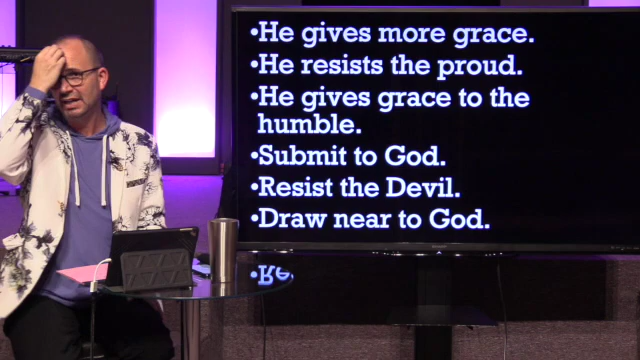 •He gives more grace.
•He resists the proud.
•He gives grace to the
humble.
•Submit to God.
•Resist the Devil.
•Draw near to God.
•Re